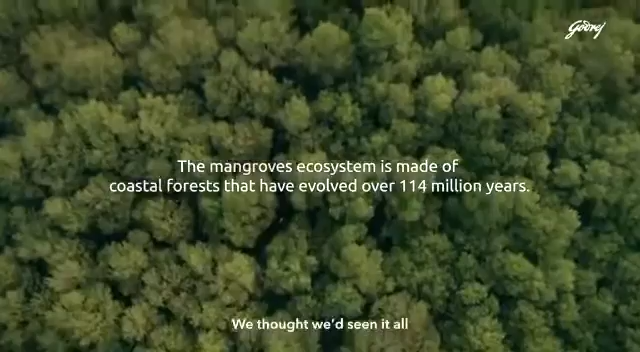 Godrej
The mangroves ecosystem is made of
coastal forests that have evolved over 114 million years.
We thought we'd seen it all